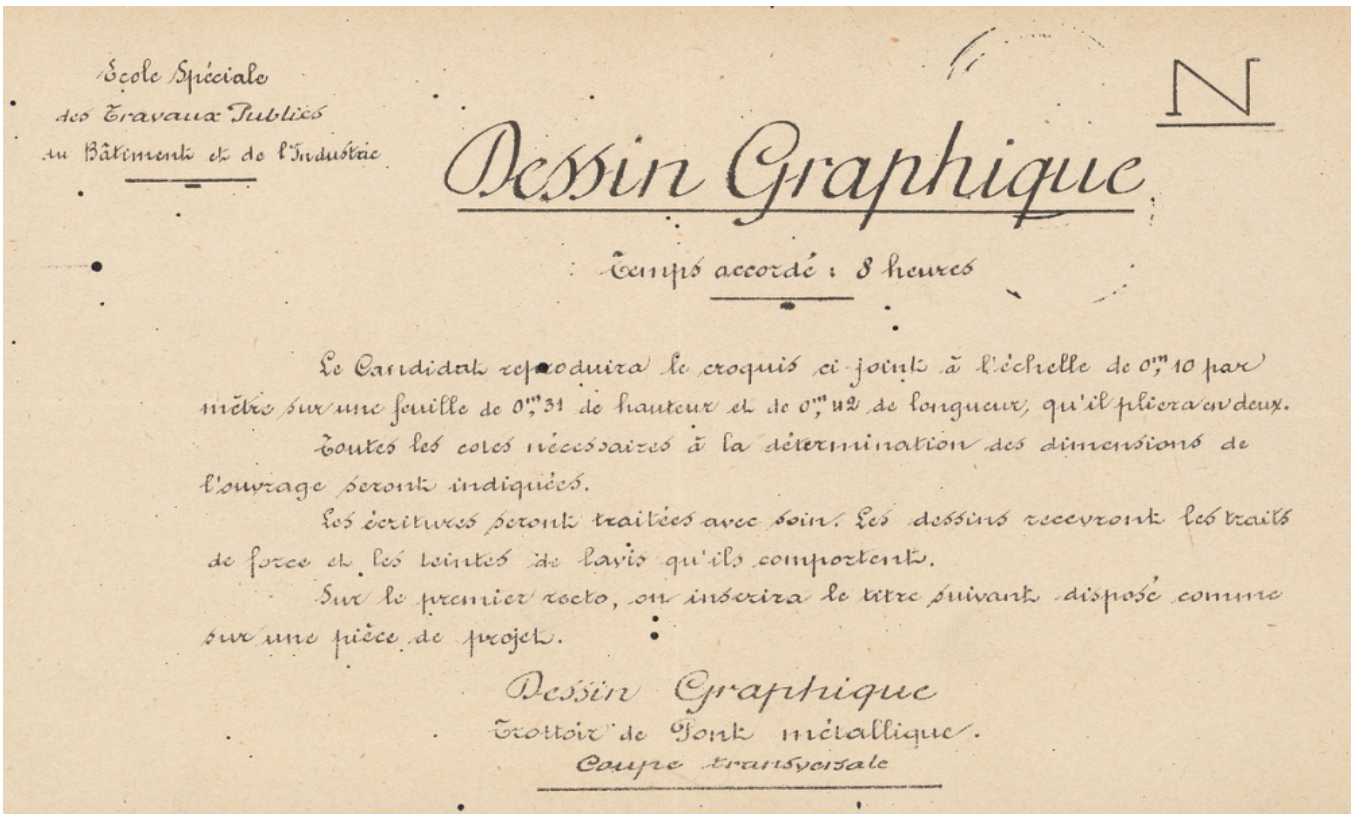 École Spéciale
des Travaux Publics
du Bâtiment et de l'Industrie
N
Dessin Graphique
Temps accordé : 8 heures
Le Candidat reproduira le croquis ci-joint à l'échelle de 0,ᵐ10 par
mètre sur une feuille de 0,ᵐ31 de hauteur et de 0,ᵐ42 de longueur, qu'il pliera en deux.
Toutes les cotes nécessaires à la détermination des dimensions de
l'ouvrage seront indiquées.
Les écritures seront traitées avec soin. Les dessins recevront les traits
de force et les teintes de lavis qu'ils comportent.
Sur le premier recto, on inscrira le titre suivant disposé comme
sur une pièce de projet.
Dessin Graphique
Trottoir de Pont métallique.
Coupe transversale